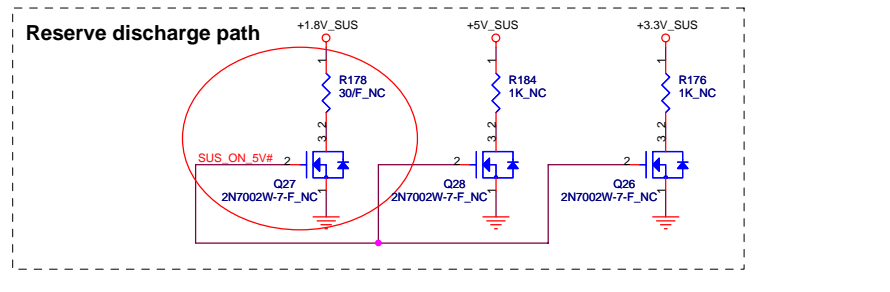 Reserve discharge path
+1.8V_SUS
+5V_SUS
+3.3V_SUS
1
1
1
R178
30/F_NC
R184
1K_NC
R176
1K_NC
2
2
2
3
3
3
SUS_ON_5V#
2
2
2
Q27
2N7002W-7-F_NC
Q28
2N7002W-7-F_NC
Q26
2N7002W-7-F_NC
1
1
1